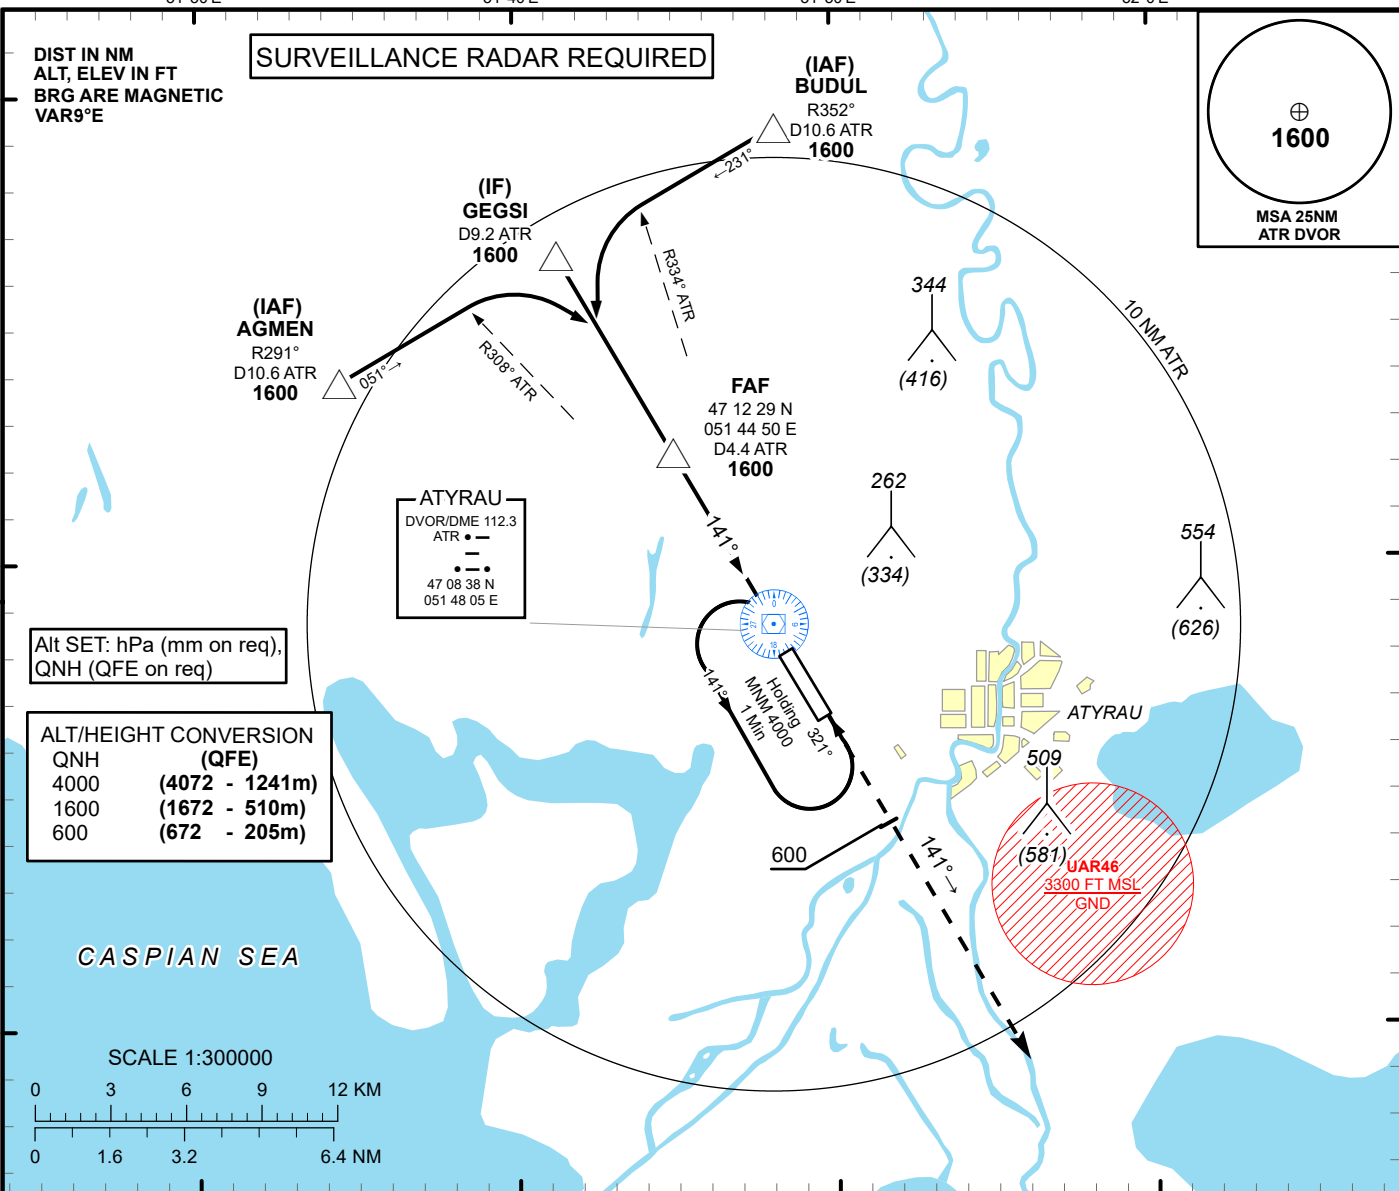 DIST IN NM
ALT, ELEV IN FT
BRG ARE MAGNETIC
VAR9°E
SURVEILLANCE RADAR REQUIRED
(IAF)
BUDUL
R352°
D10.6 ATR
1600
←231°
1600
MSA 25NM
ATR DVOR
(IF)
GEGSI
D9.2 ATR
1600
R334° ATR
(IAF)
AGMEN
R291°
D10.6 ATR
1600
051°→
R308° ATR
344
(416)
10 NM ATR
FAF
47 12 29 N
051 44 50 E
D4.4 ATR
1600
262
(334)
554
(626)
ATYRAU
DVOR/DME 112.3
ATR
47 08 38 N
051 48 05 E
141°
0
9
18
27
Alt SET: hPa (mm on req),
QNH (QFE on req)
141°
Holding
MNM 4000
1 Min
321°
ATYRAU
ALT/HEIGHT CONVERSION
QNH (QFE)
4000 (4072 - 1241m)
1600 (1672 - 510m)
600 (672 - 205m)
509
(581)
UAR46
3300 FT MSL
GND
600
141°→
CASPIAN SEA
SCALE 1:300000
0 3 6 9 12 KM
0 1.6 3.2 6.4 NM